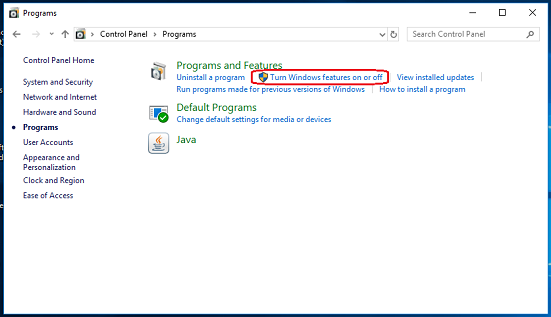 Programs
Control Panel > Programs
Search Control Panel
Control Panel Home
System and Security
Network and Internet
Hardware and Sound
Programs
User Accounts
Appearance and
Personalization
Clock and Region
Ease of Access
Programs and Features
Uninstall a program
Turn Windows features on or off
View installed updates
Run programs made for previous versions of Windows
How to install a program
Default Programs
Change default settings for media or devices
Java